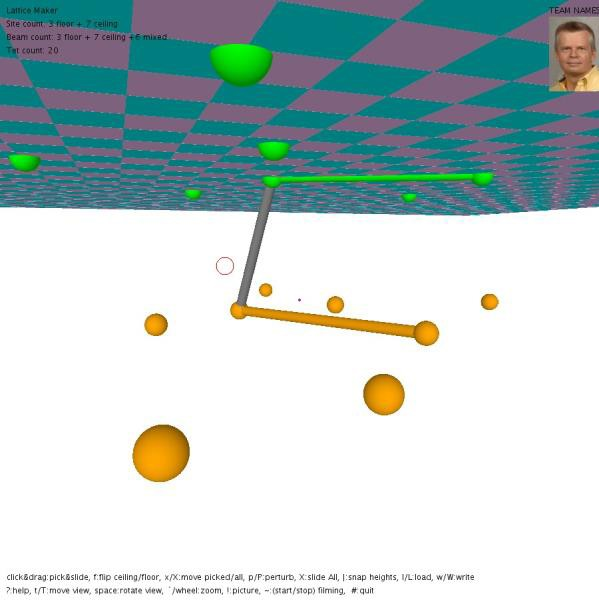 Lattice Maker
TEAM NAMES
Site count: 3 floor + 7 ceiling
Beam count: 3 floor + 7 ceiling +6 mixed
Tet count: 20
click&drag:pick&slide, f:flip ceiling/floor, x/X:move picked/all, p/P:perturb, X:slide All, |:snap heights, l/L:load, w/W:write
?:help, t/T:move view, space:rotate view, `/wheel:zoom, !:picture, ~:(start/stop) filming, #:quit